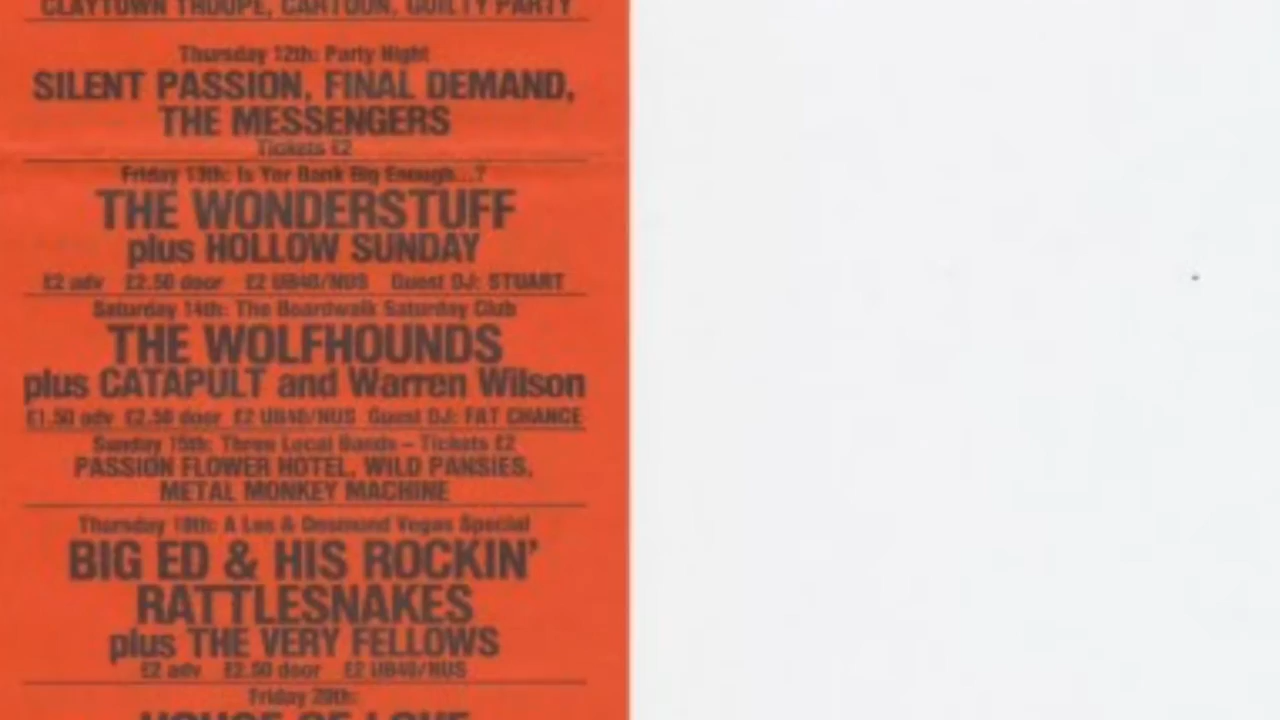 CLAYTOWN TROUPE, CARTOON, GUILTY PARTY
Thursday 12th: Party Night
SILENT PASSION, FINAL DEMAND,
THE MESSENGERS
Tickets £2
Friday 13th: Is Yor Bank Big Enough...?
THE WONDERSTUFF
plus HOLLOW SUNDAY
£2 adv £2.50 door £2 UB40/NUS Guest DJ: STUART
Saturday 14th: The Boardwalk Saturday Club
THE WOLFHOUNDS
plus CATAPULT and Warren Wilson
£1.50 adv £2.50 door £2 UB40/NUS Guest DJ: FAT CHANCE
Sunday 15th: Three Local Bands – Tickets £2
PASSION FLOWER HOTEL, WILD PANSIES,
METAL MONKEY MACHINE
Thursday 19th: A Les & Desmond Vegas Special
BIG ED & HIS ROCKIN'
RATTLESNAKES
plus THE VERY FELLOWS
£2 adv £2.50 door £2 UB40/NUS
Friday 20th:
HOUSE OF LOVE